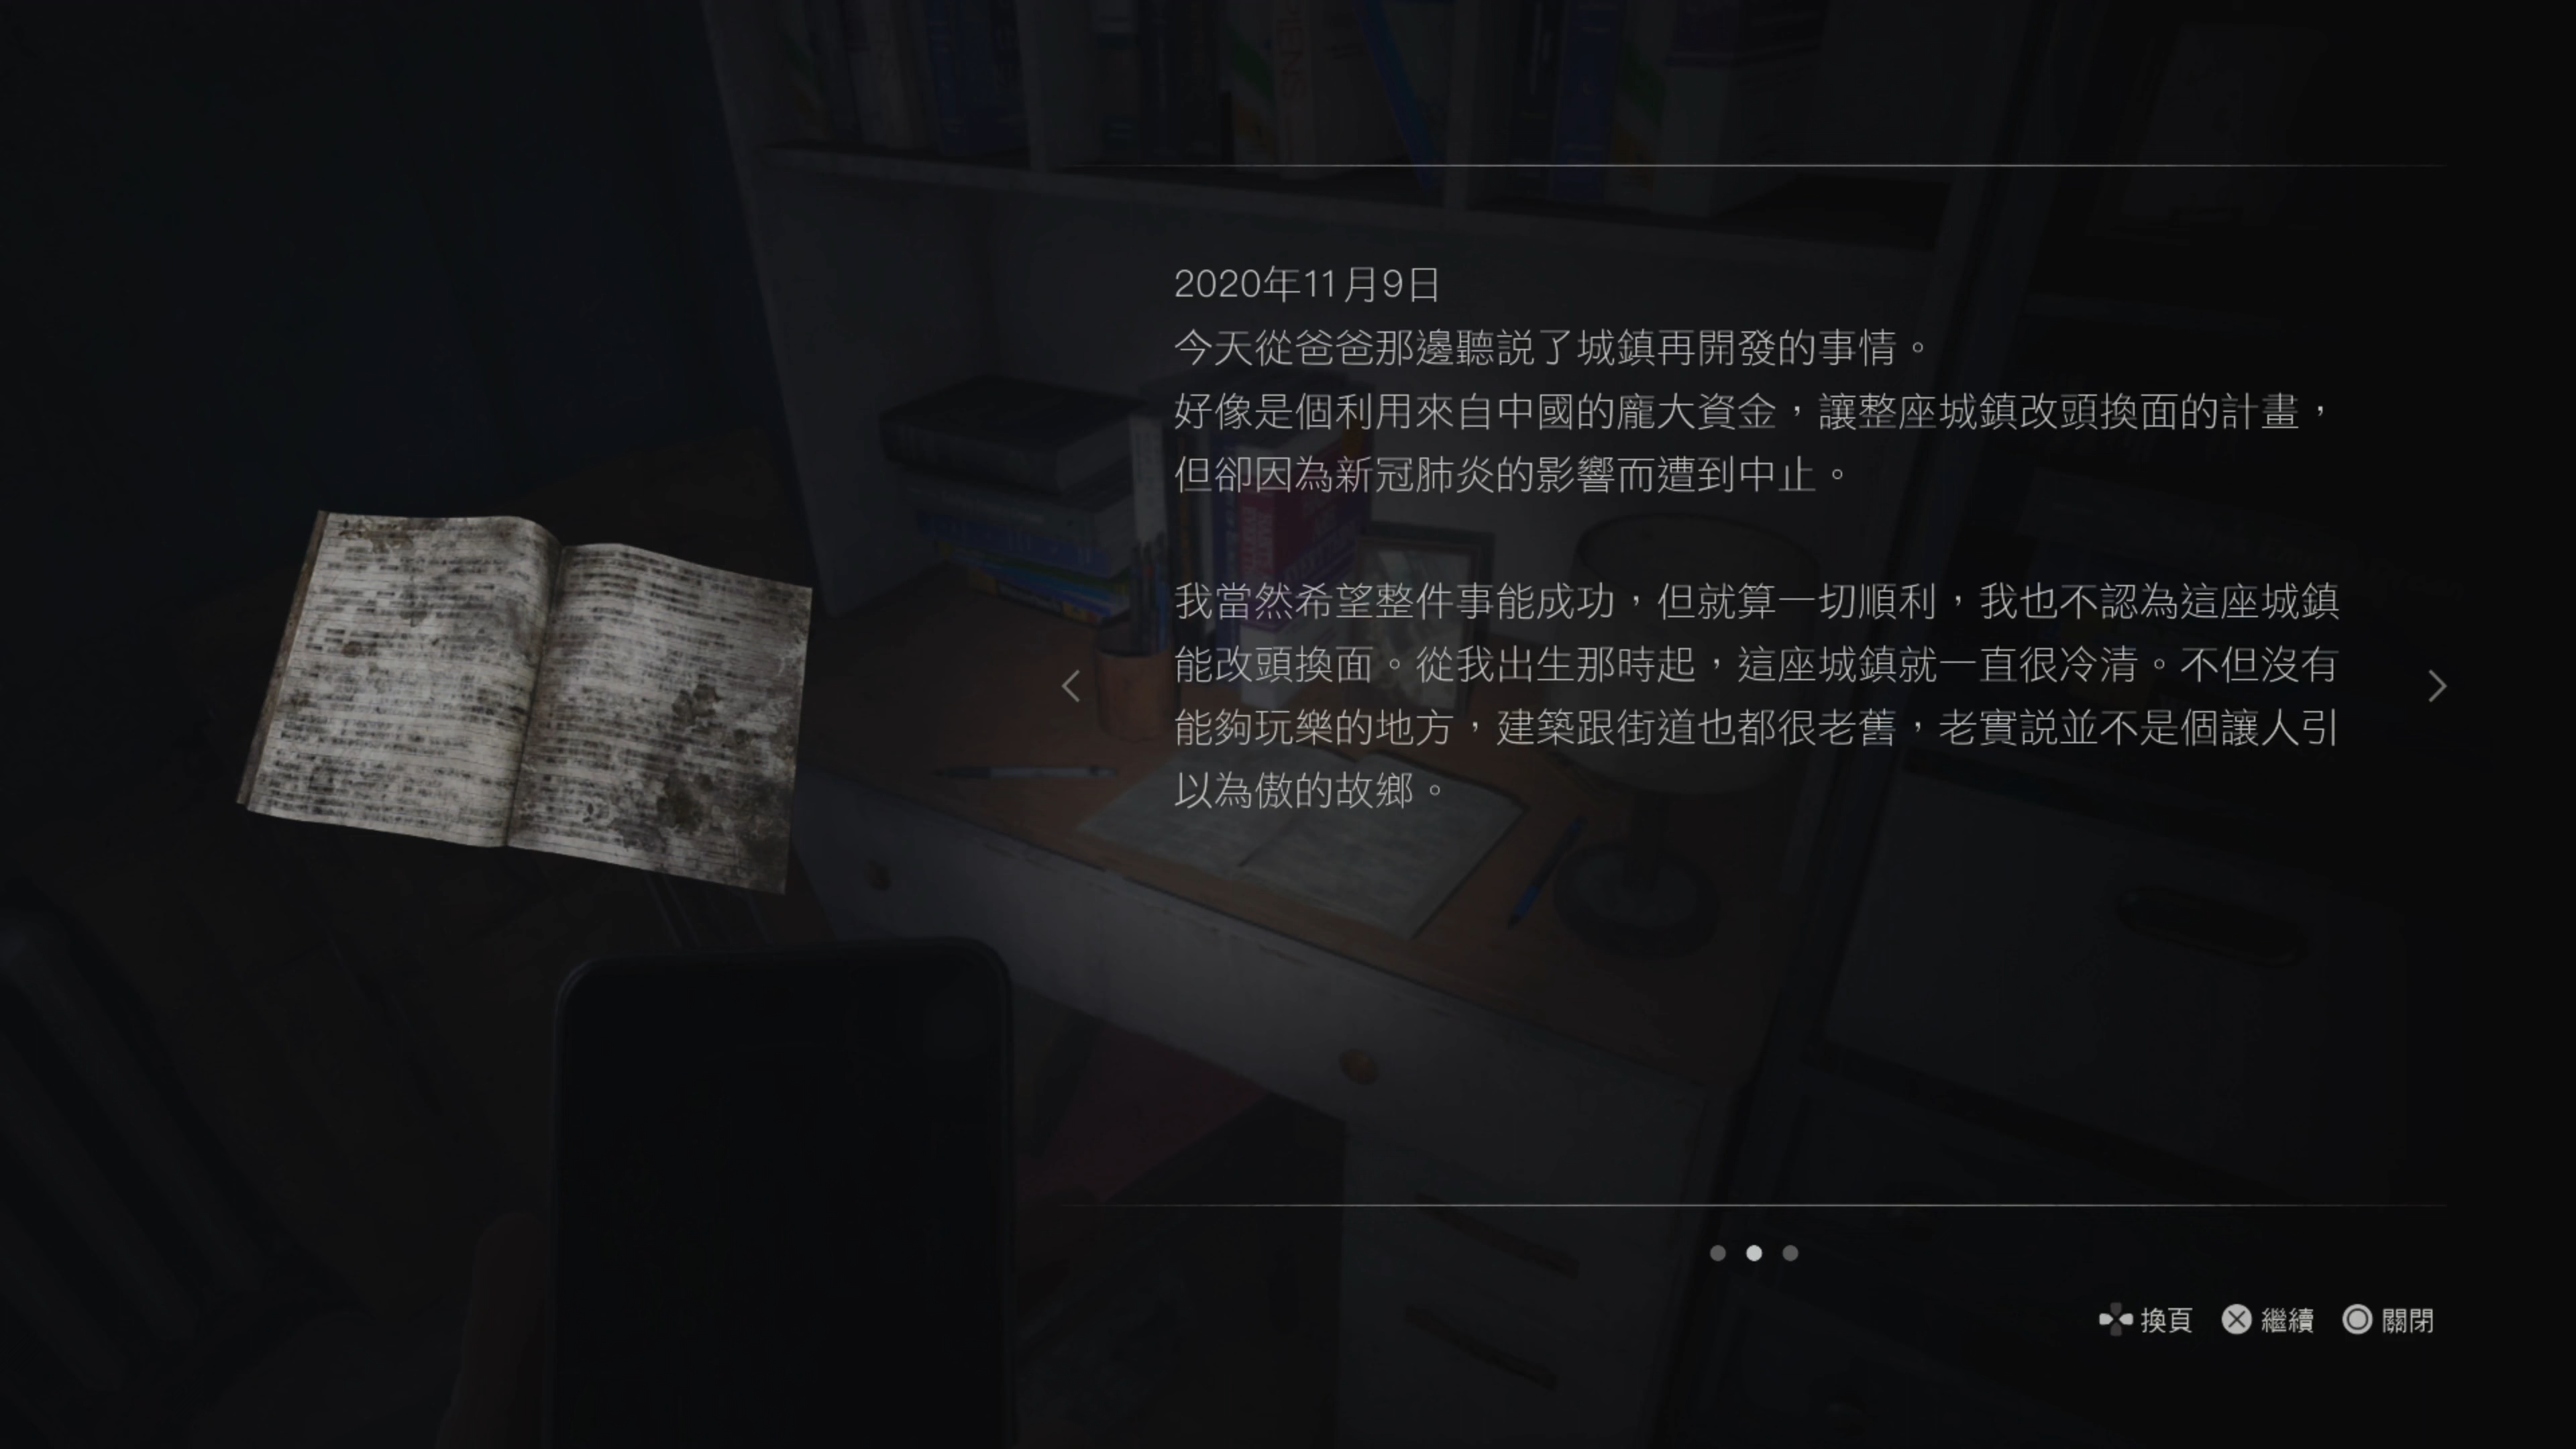 2020年11月9日
今天從爸爸那邊聽説了城鎮再開發的事情。
好像是個利用來自中國的龐大資金，讓整座城鎮改頭換面的計畫，
但卻因為新冠肺炎的影響而遭到中止。
我當然希望整件事能成功，但就算一切順利，我也不認為這座城鎮
能改頭換面。從我出生那時起，這座城鎮就一直很冷清。不但沒有
能夠玩樂的地方，建築跟街道也都很老舊，老實説並不是個讓人引
以為傲的故鄉。
換頁 繼續 關閉